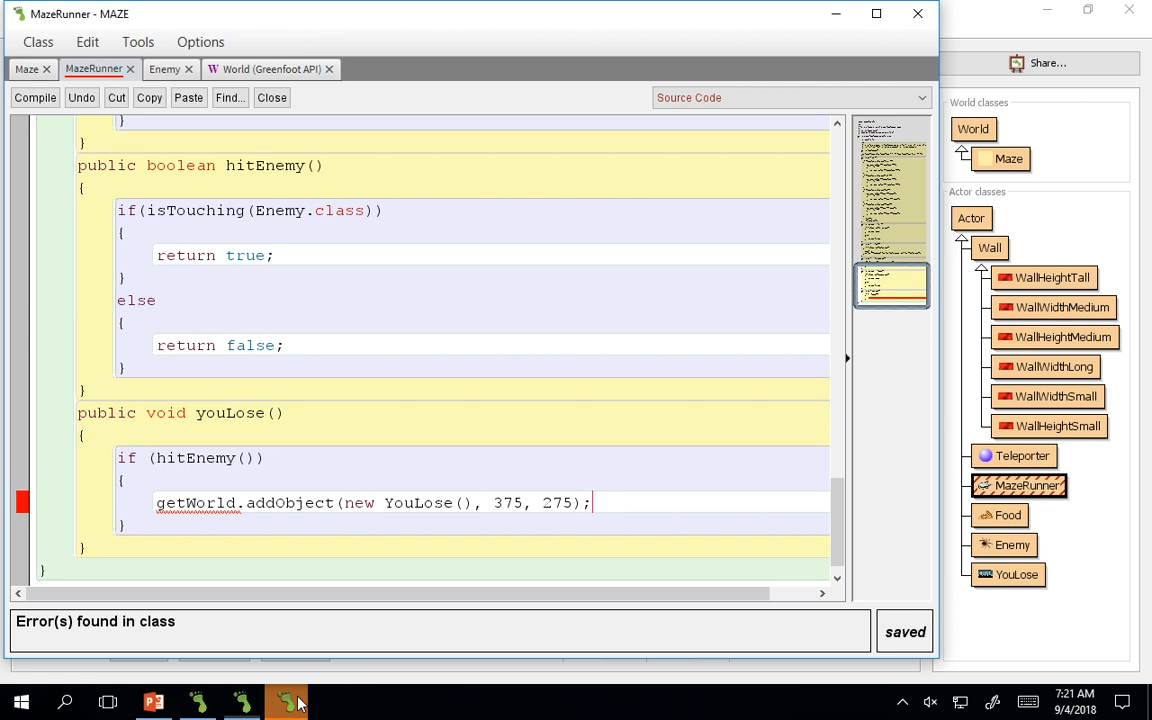 MazeRunner - MAZE
Class Edit Tools Options
Maze MazeRunner Enemy W World (Greenfoot API)
Compile Undo Cut Copy Paste Find... Close Source Code
}
}
public boolean hitEnemy()
{
if(isTouching(Enemy.class))
{
return true;
}
else
{
return false;
}
}
public void youLose()
{
if (hitEnemy())
{
getWorld.addObject(new YouLose(), 375, 275);
}
}
}
Error(s) found in class
saved
Share...
World classes
World
Maze
Actor classes
Actor
Wall
WallHeightTall
WallWidthMedium
WallHeightMedium
WallWidthLong
WallWidthSmall
WallHeightSmall
Teleporter
MazeRunner
Food
Enemy
YouLose
7:21 AM
9/4/2018